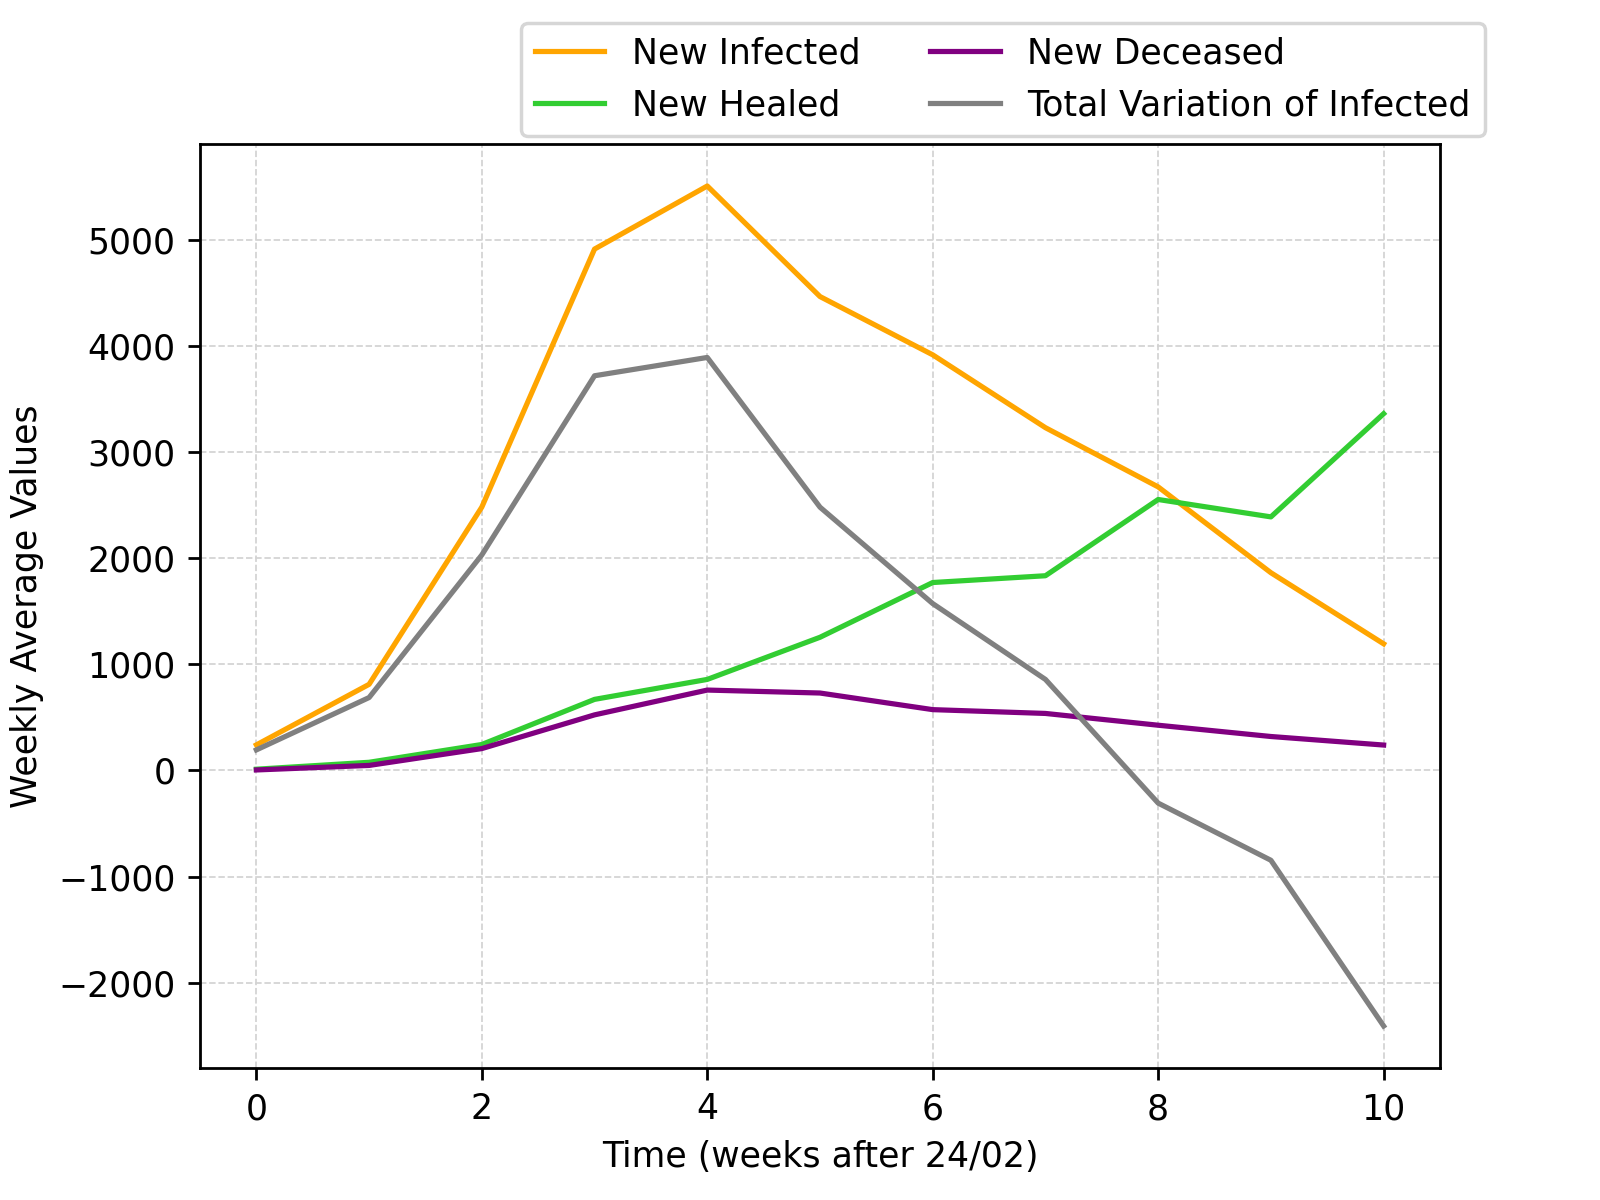 New Infected
New Healed
New Deceased
Total Variation of Infected
Weekly Average Values
5000
4000
3000
2000
1000
0
−1000
−2000
0 2 4 6 8 10
Time (weeks after 24/02)